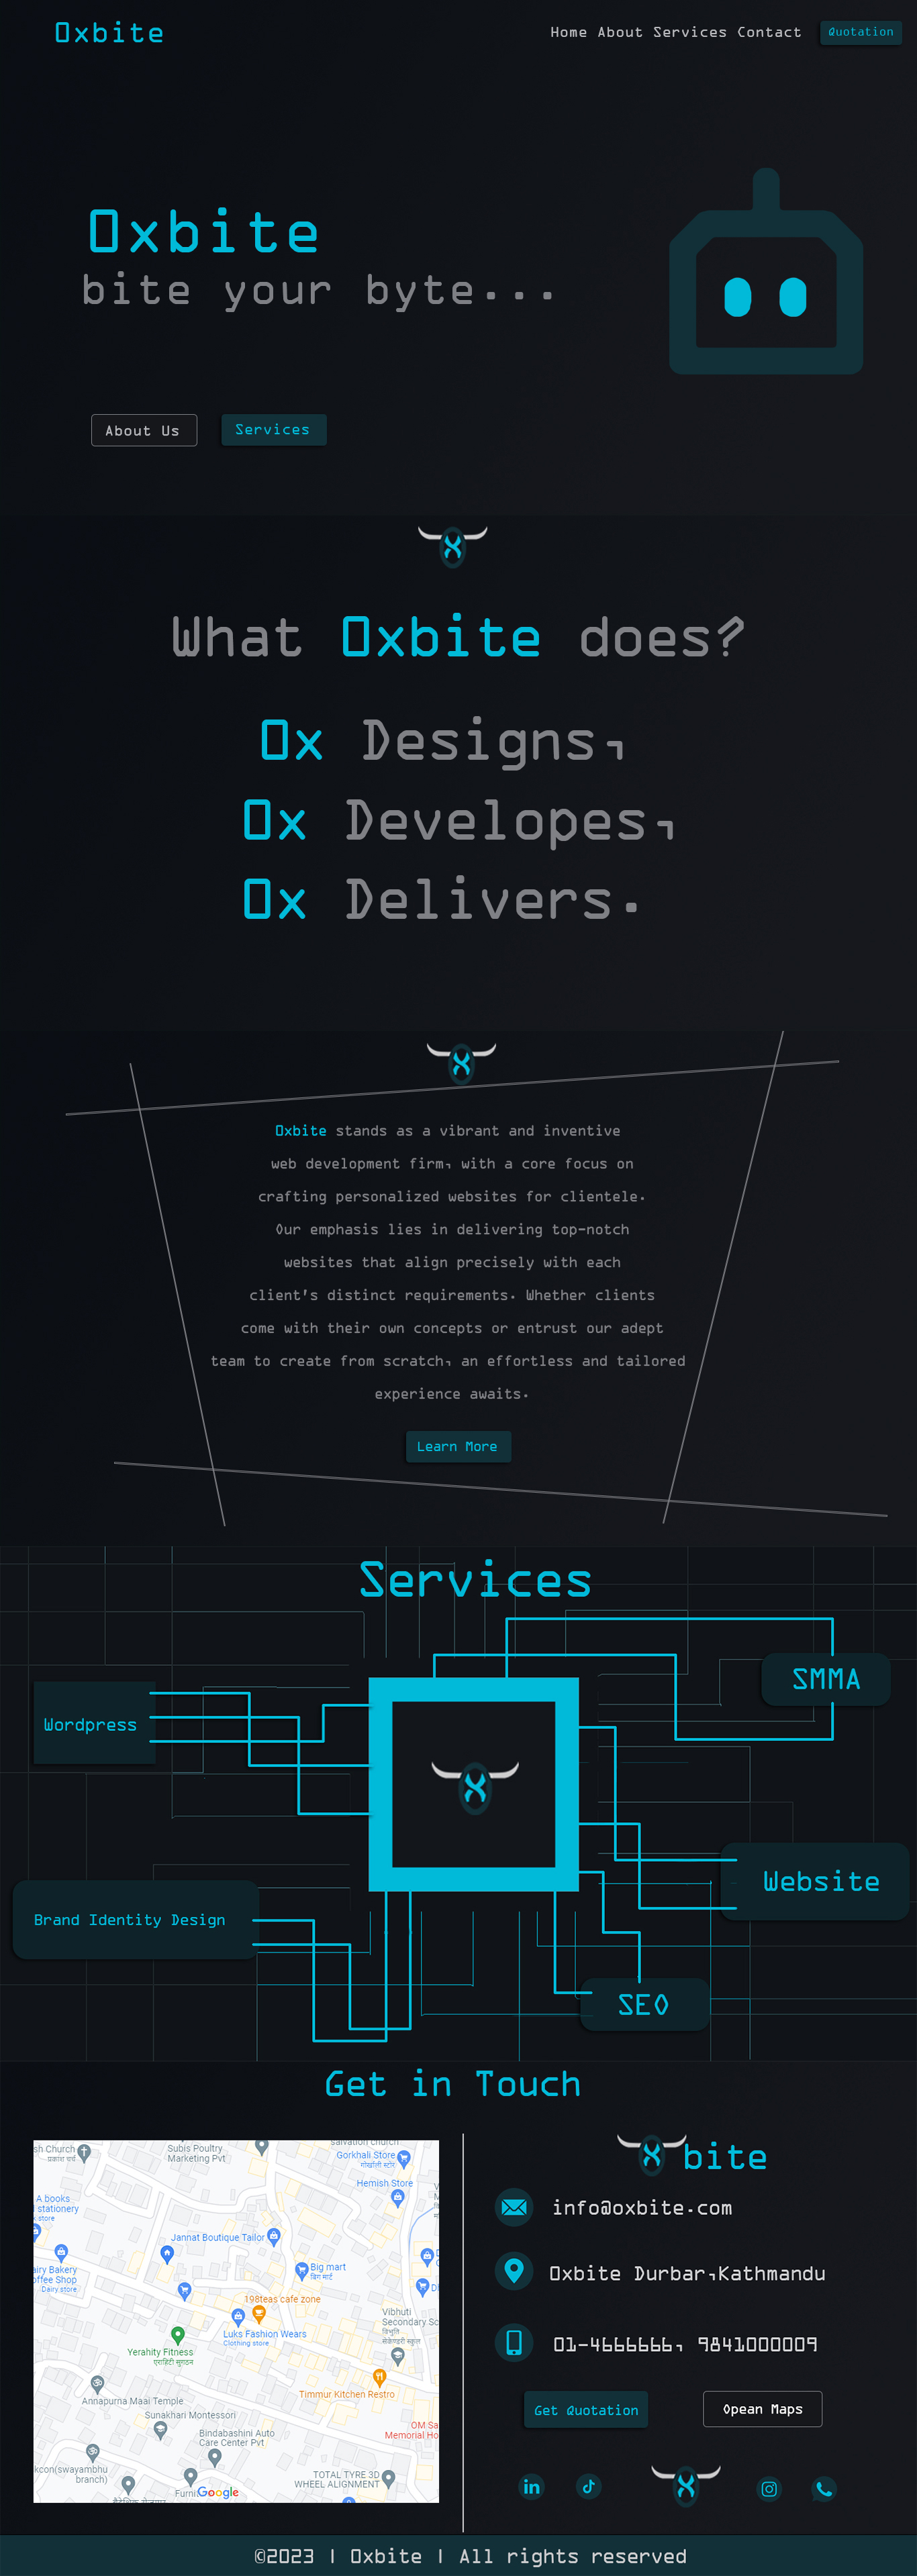 Oxbite
Home About Services Contact
Quotation
Oxbite
bite your byte...
About Us
Services
What Oxbite does?
Ox Designs,
Ox Developes,
Ox Delivers.
Oxbite stands as a vibrant and inventive
web development firm, with a core focus on
crafting personalized websites for clientele.
Our emphasis lies in delivering top-notch
websites that align precisely with each
client's distinct requirements. Whether clients
come with their own concepts or entrust our adept
team to create from scratch, an effortless and tailored
experience awaits.
Learn More
Services
SMMA
Wordpress
Website
Brand Identity Design
SEO
Get in Touch
sh Church
Subis Poultry
Meat Marketing Pvt
salvation church
Gorkhali Store
गोर्खाली स्टोर
Hemish Store
A books
stationery
store
Jannat Boutique Tailor
airy Bakery
offee Shop
Dairy store
Big mart
बिग मार्ट
198teas cafe zone
Luks Fashion Wears
Clothing store
Vibhuti
Secondary Sc
विभूति
Yerahity Fitness
Timmur Kitchen Restro
Annapurna Maai Temple
Sunakhari Montessori
OM Sa
Memorial Ho
Bindabashini Auto
Care Center Pvt
kcon(swayambhu
branch)
TOTAL TYRE 3D
WHEEL ALIGNMENT
Furni
Google
bite
info@oxbite.com
Oxbite Durbar,Kathmandu
01-4666666, 9841000009
Get Quotation
Opean Maps
©2023 | Oxbite | All rights reserved